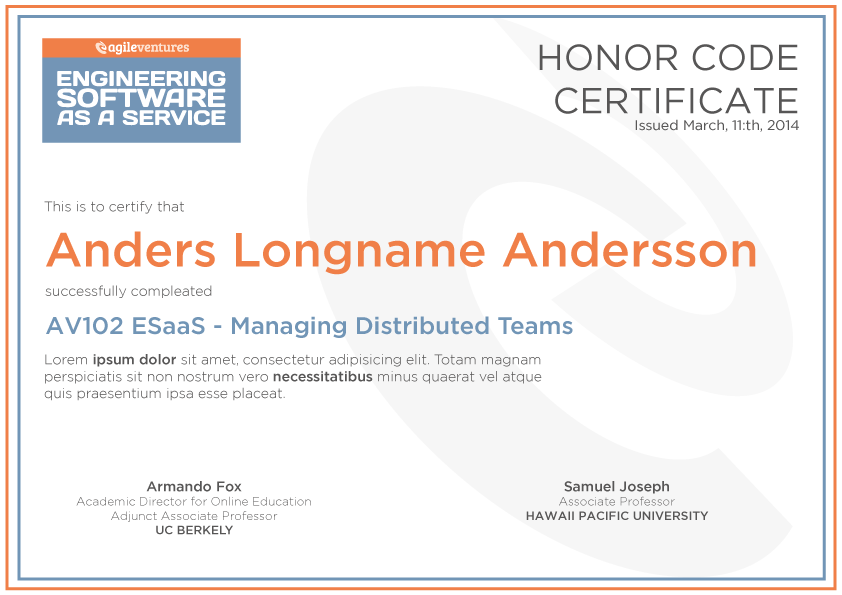 agileventures
ENGINEERING
SOFTWARE
AS A SERVICE
HONOR CODE
CERTIFICATE
Issued March, 11:th, 2014
This is to certify that
Anders Longname Andersson
successfully compleated
AV102 ESaaS - Managing Distributed Teams
Lorem ipsum dolor sit amet, consectetur adipisicing elit. Totam magnam
perspiciatis sit non nostrum vero necessitatibus minus quaerat vel atque
quis praesentium ipsa esse placeat.
Armando Fox
Academic Director for Online Education
Adjunct Associate Professor
UC BERKELY
Samuel Joseph
Associate Professor
HAWAII PACIFIC UNIVERSITY